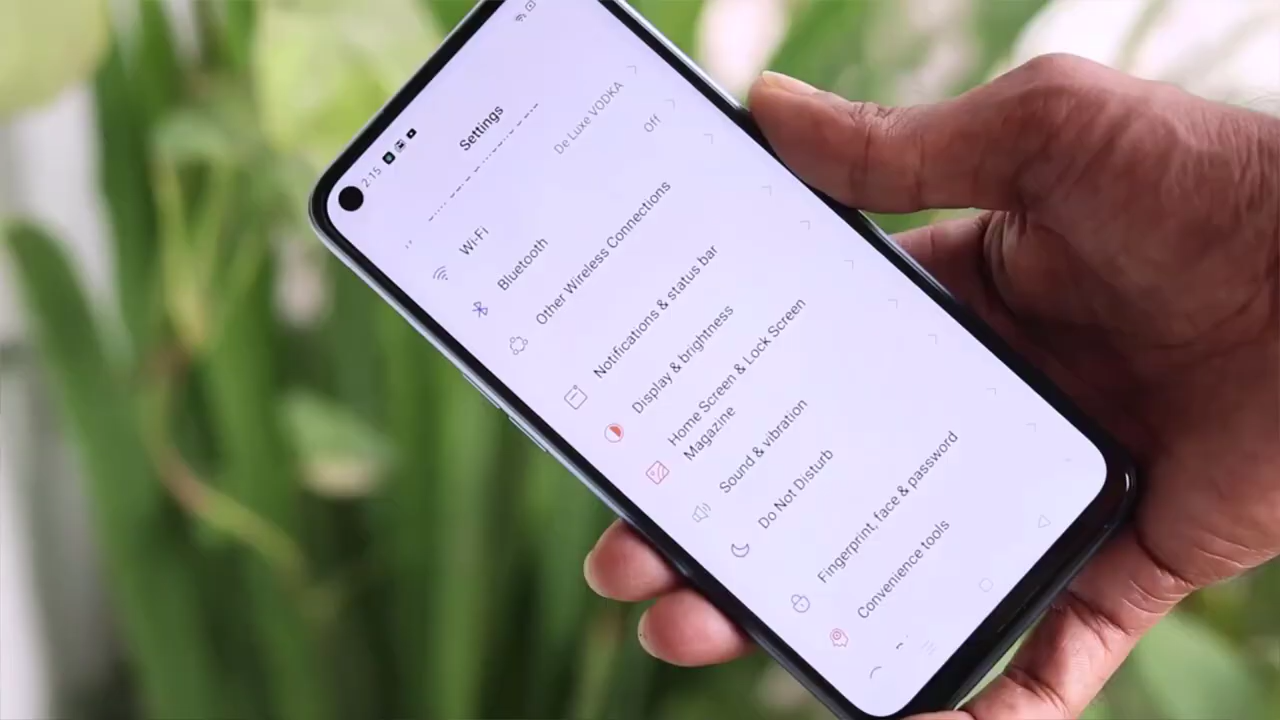 2:15
Settings
Wi-Fi
De Luxe VODKA
Bluetooth
Off
Other Wireless Connections
Notifications & status bar
Display & brightness
Home Screen & Lock Screen
Magazine
Sound & vibration
Do Not Disturb
Fingerprint, face & password
Convenience tools